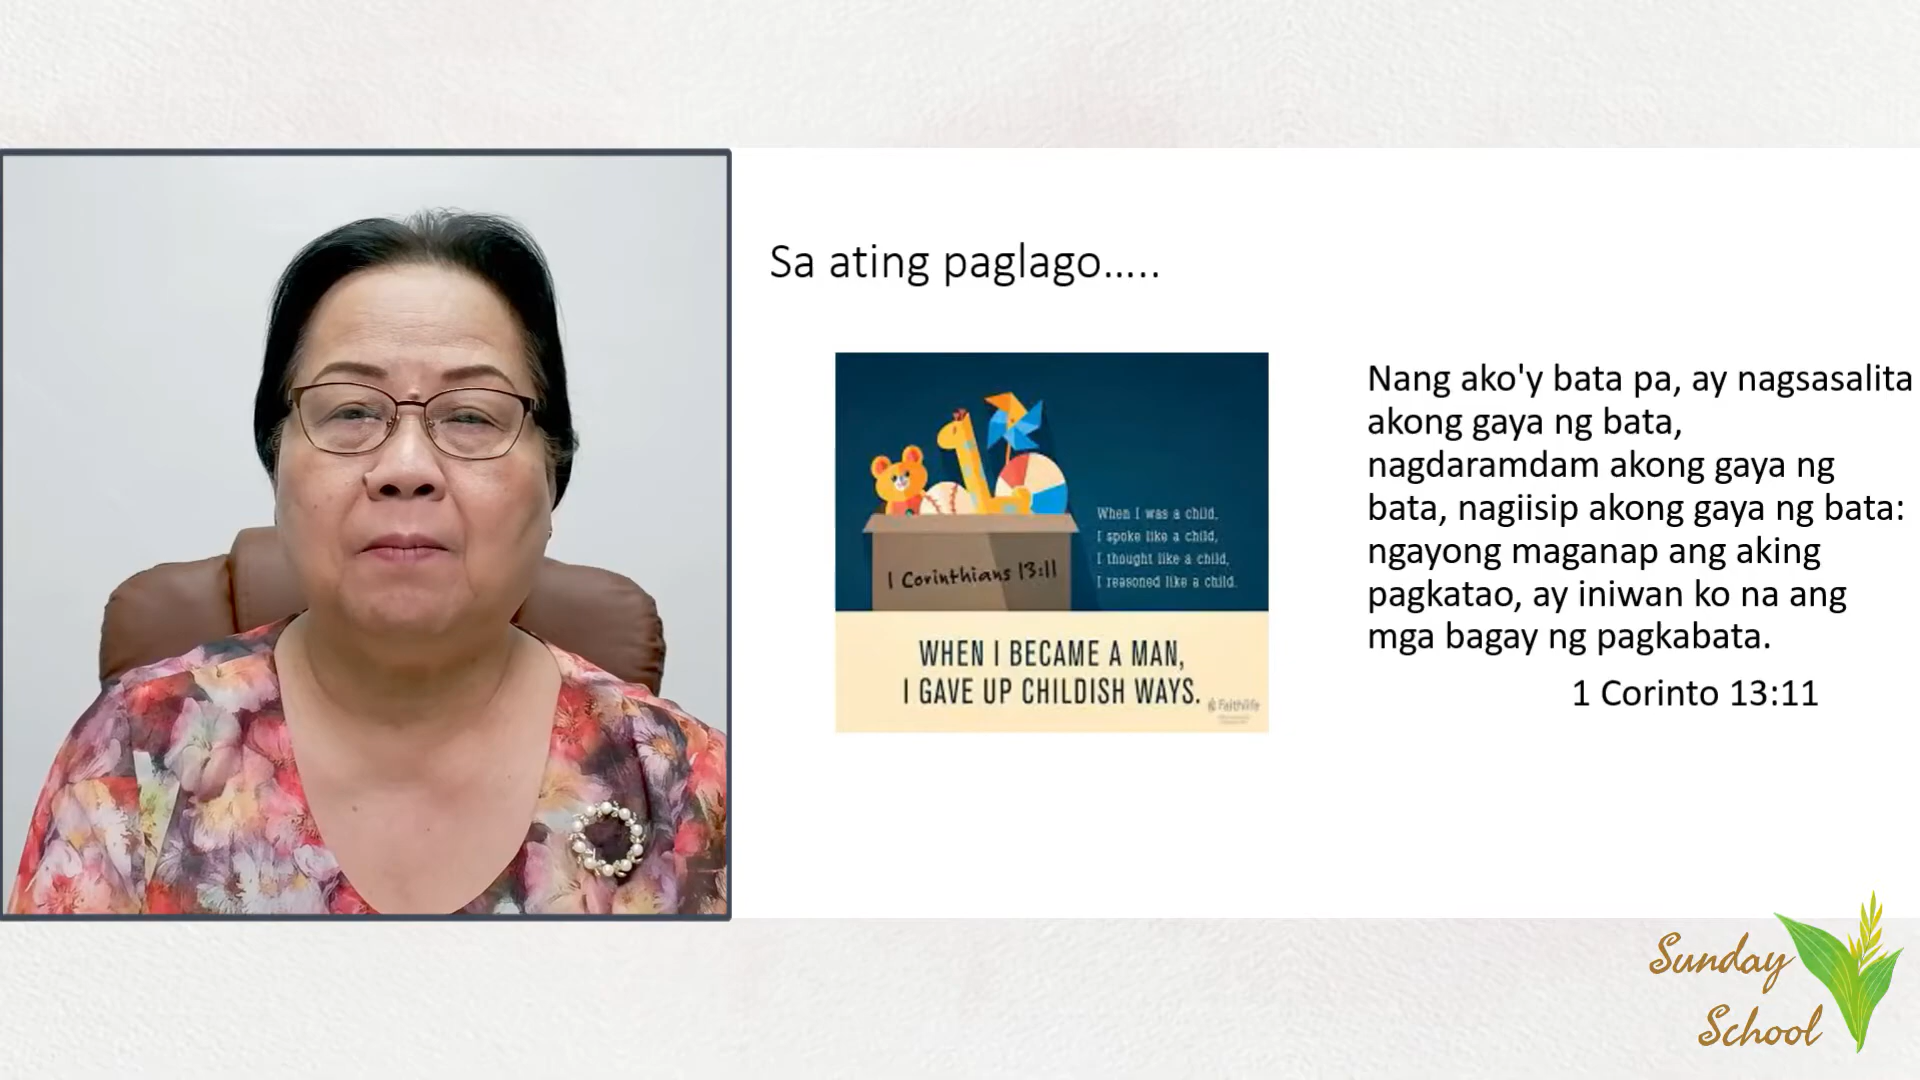 Sa ating paglago.....
When I was a child,
I spoke like a child,
I thought like a child,
I reasoned like a child.
1 Corinthians 13:11
WHEN I BECAME A MAN,
I GAVE UP CHILDISH WAYS.
Faithlife
Nang ako'y bata pa, ay nagsasalita
akong gaya ng bata,
nagdaramdam akong gaya ng
bata, nagiisip akong gaya ng bata:
ngayong maganap ang aking
pagkatao, ay iniwan ko na ang
mga bagay ng pagkabata.
1 Corinto 13:11
Sunday
School